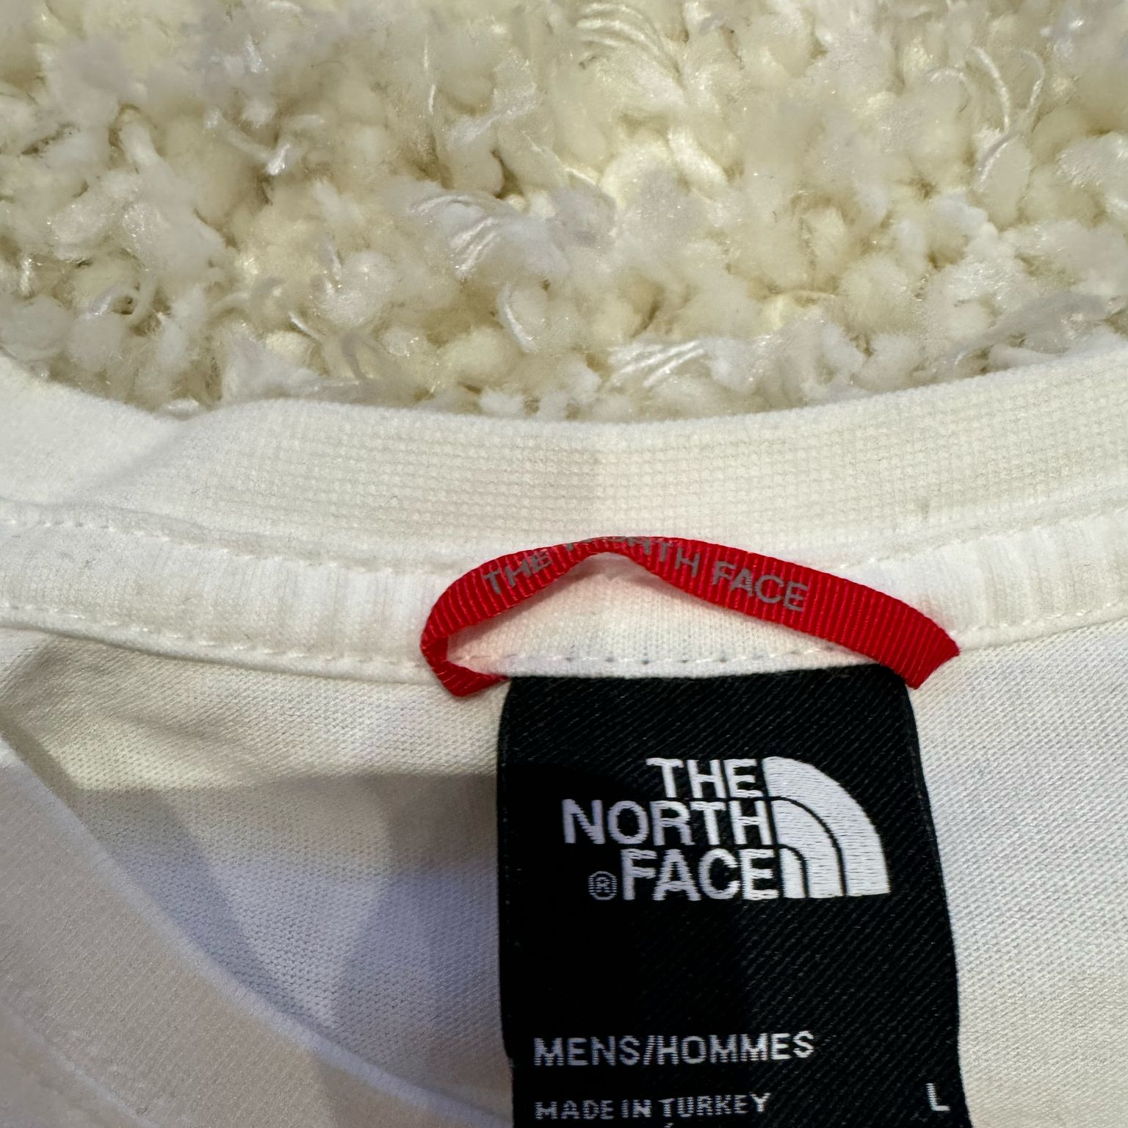 THE NORTH FACE
THE
NORTH
®FACE
MENS/HOMMES
MADE IN TURKEY L